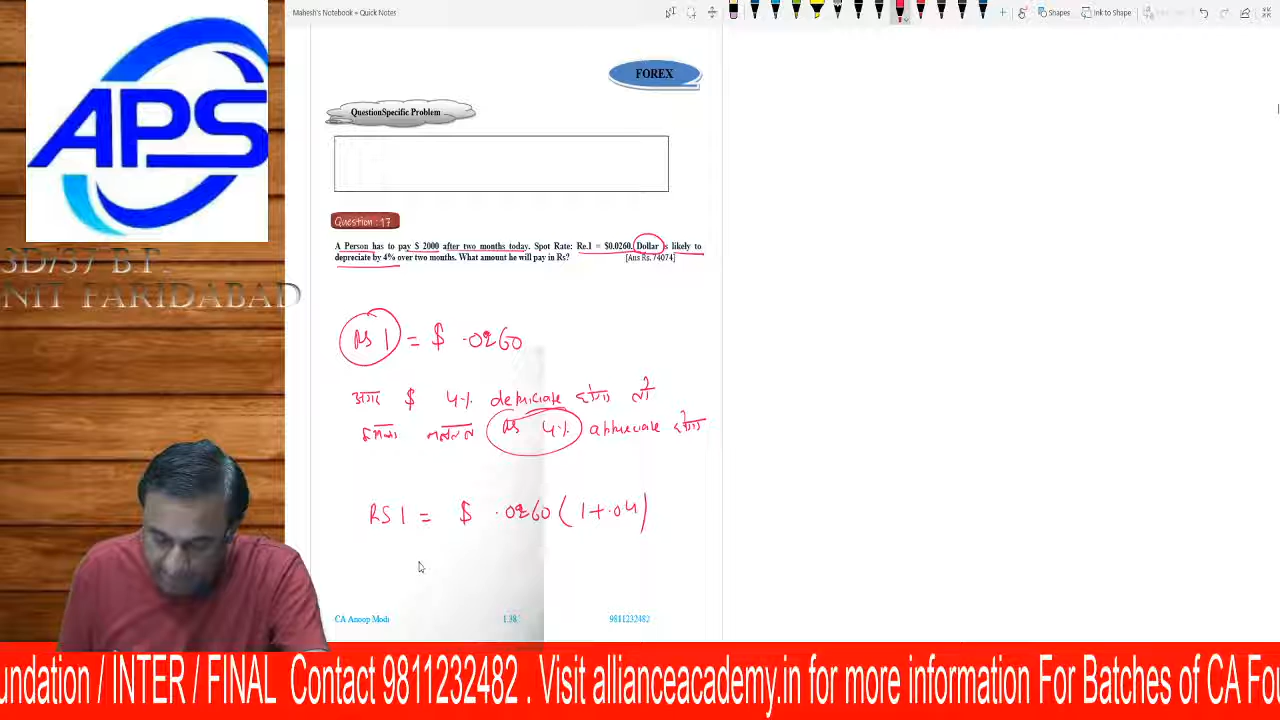 Mahesh's Notebook » Quick Notes
Shapes
Ink to Shape
APS
3D/37 B.P.
NIT FARIDABAD
FOREX
QuestionSpecific Problem
Question: 17
A Person has to pay $ 2000 after two months today. Spot Rate: Re.1 = $0.0260. Dollar is likely to
depreciate by 4% over two months. What amount he will pay in Rs? [Ans Rs. 74074]
RS 1 = $ .0260
अगर $ 4% depriciate
RS 4% appreciate
RS 1 = $ .0260 (1+.04)
CA Anoop Modi 1.38 9811232482
undation / INTER / FINAL Contact 9811232482 . Visit allianceacademy.in for more information For Batches of CA Fou